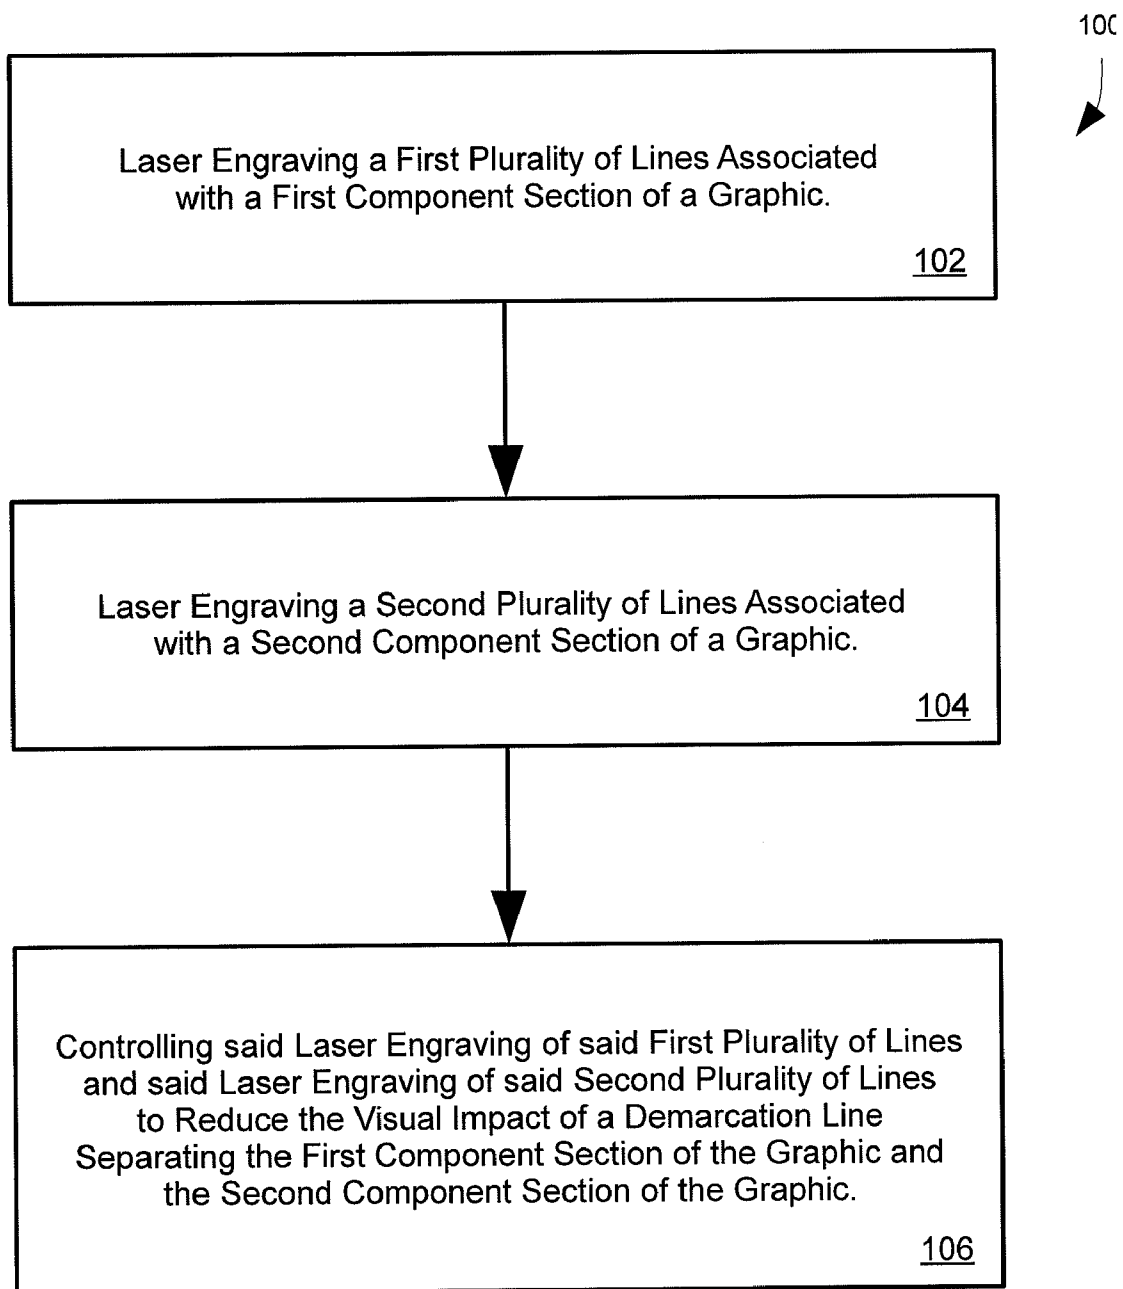 100
Laser Engraving a First Plurality of Lines Associated
with a First Component Section of a Graphic.
102
Laser Engraving a Second Plurality of Lines Associated
with a Second Component Section of a Graphic.
104
Controlling said Laser Engraving of said First Plurality of Lines
and said Laser Engraving of said Second Plurality of Lines
to Reduce the Visual Impact of a Demarcation Line
Separating the First Component Section of the Graphic and
the Second Component Section of the Graphic.
106